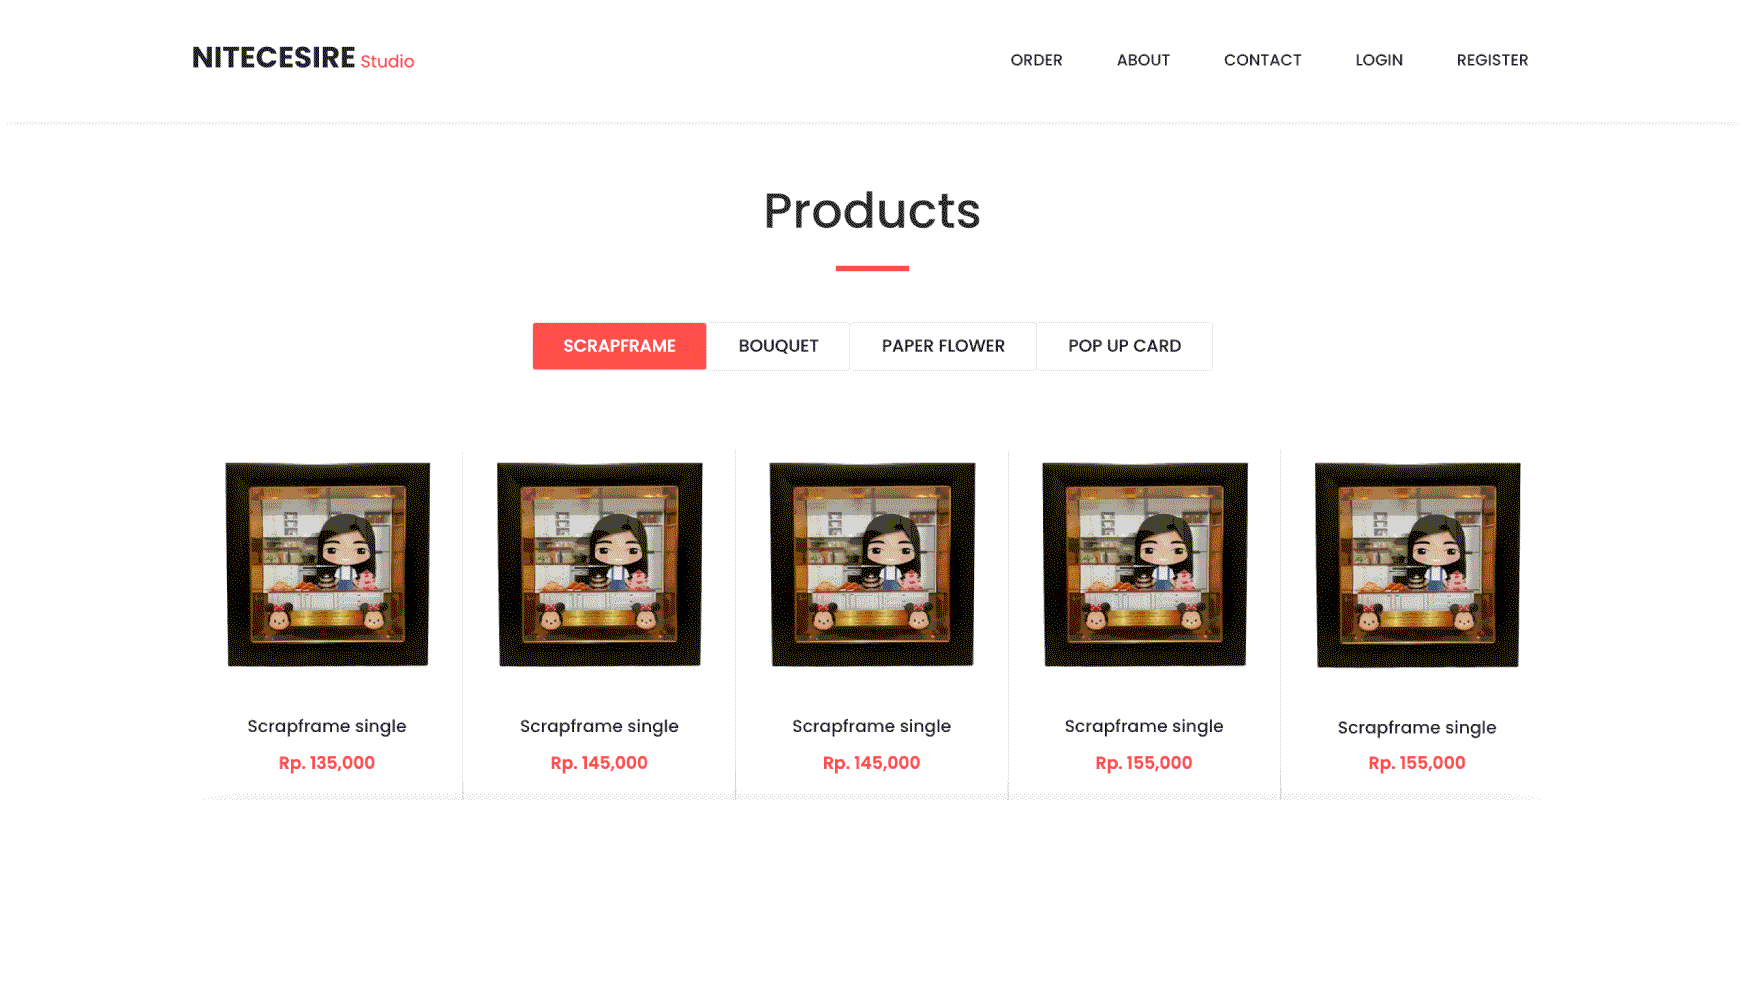 NITECESIRE Studio
ORDER ABOUT CONTACT LOGIN REGISTER
Products
SCRAPFRAME BOUQUET PAPER FLOWER POP UP CARD
Scrapframe single Scrapframe single Scrapframe single Scrapframe single Scrapframe single
Rp. 135,000 Rp. 145,000 Rp. 145,000 Rp. 155,000 Rp. 155,000